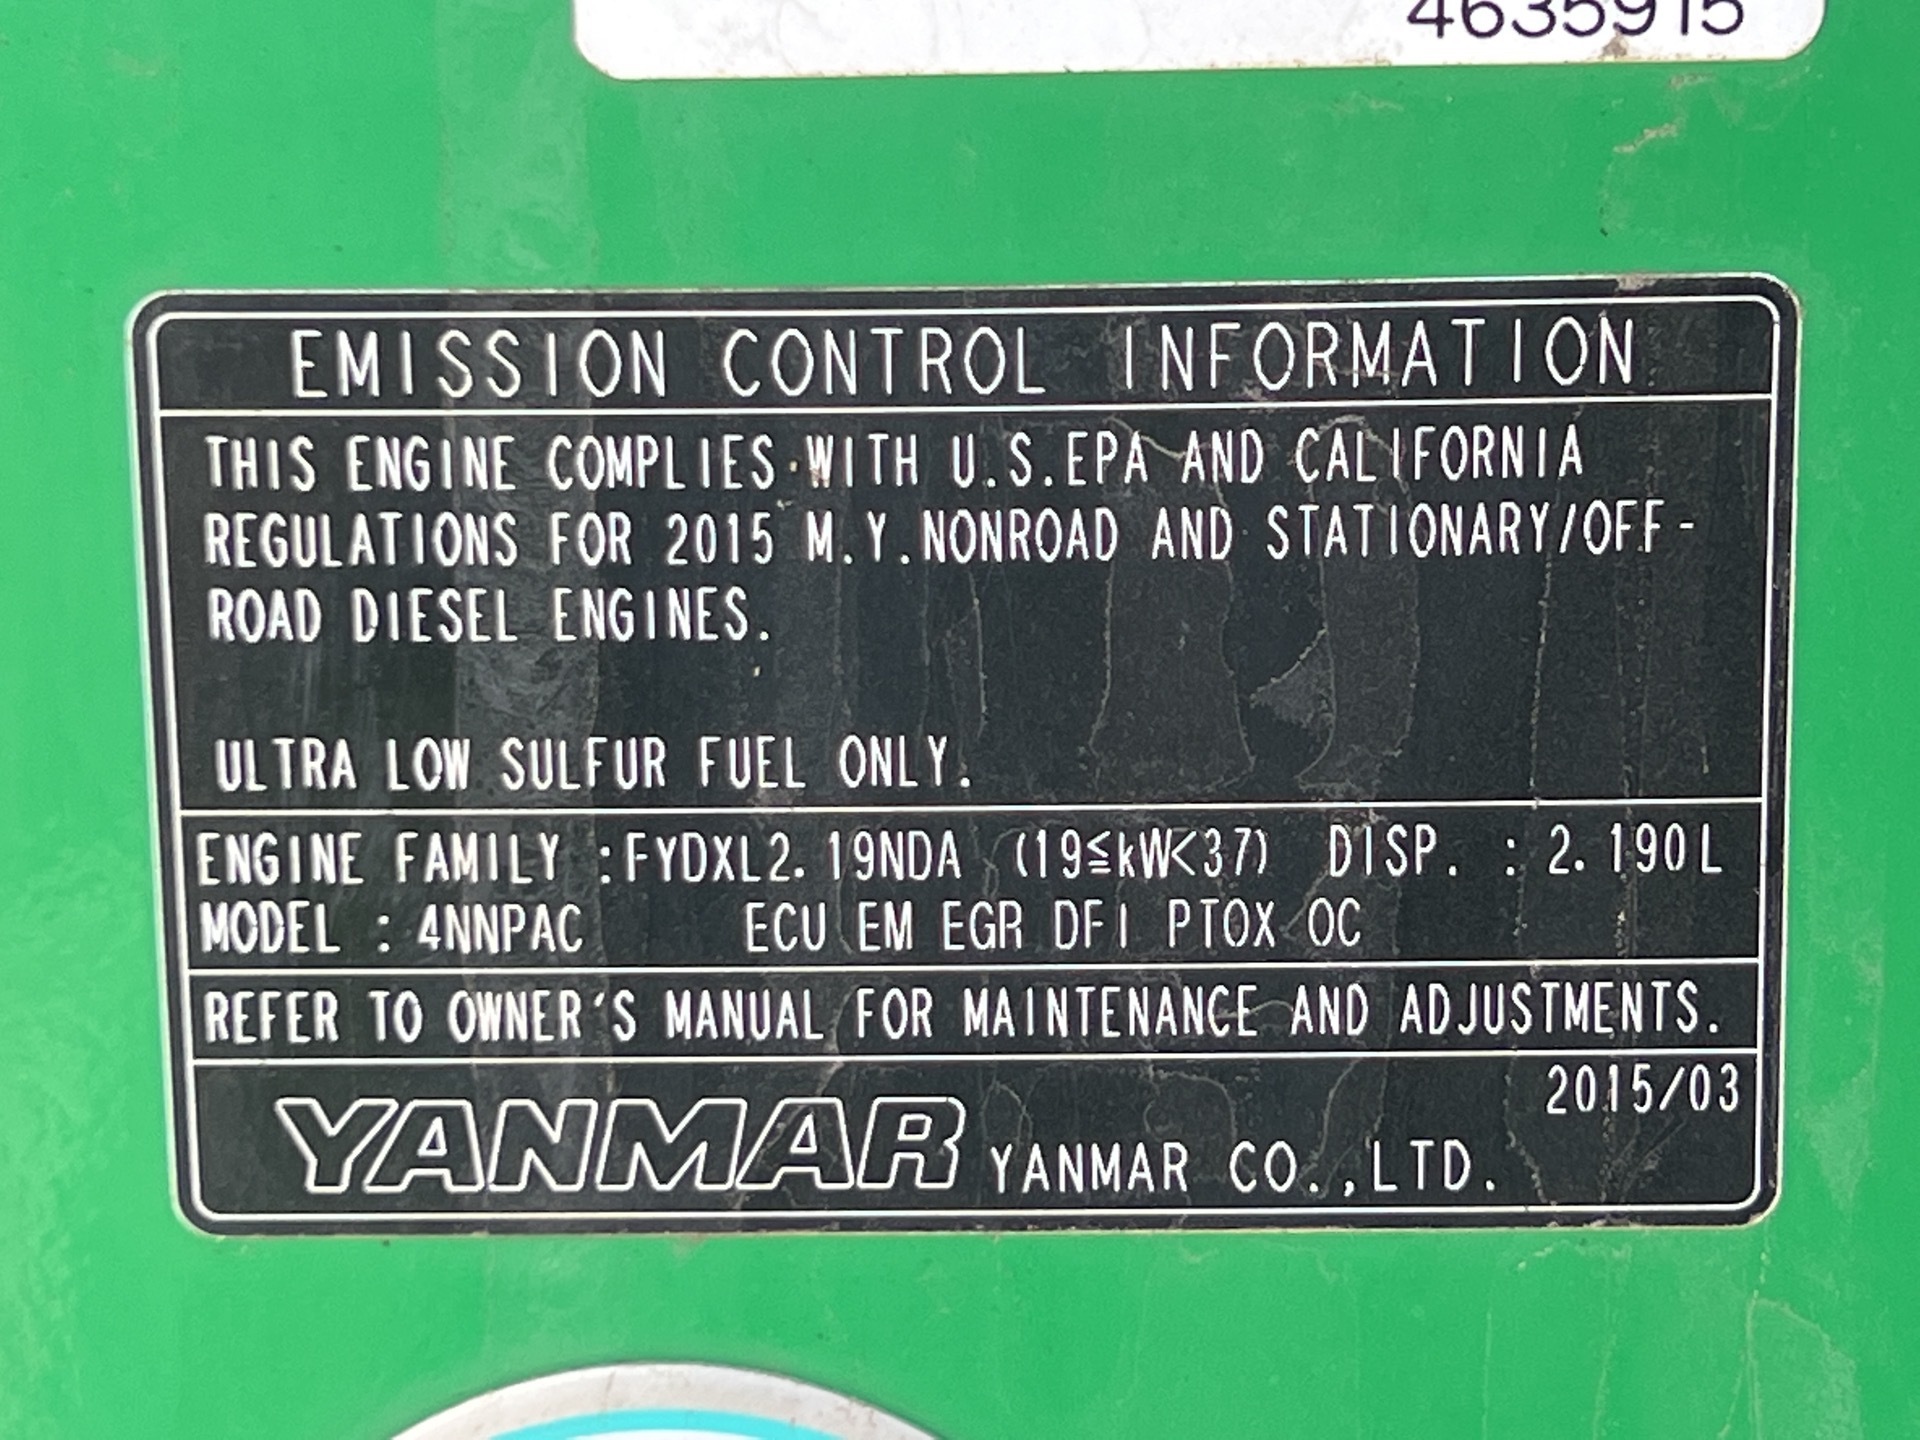 4635915
EMISSION CONTROL INFORMATION
THIS ENGINE COMPLIES WITH U.S.EPA AND CALIFORNIA
REGULATIONS FOR 2015 M.Y.NONROAD AND STATIONARY/OFF-
ROAD DIESEL ENGINES.
ULTRA LOW SULFUR FUEL ONLY.
ENGINE FAMILY :FYDXL2.19NDA (19≦kW<37) DISP. : 2.190L
MODEL : 4NNPAC ECU EM EGR DFI PTOX OC
REFER TO OWNER'S MANUAL FOR MAINTENANCE AND ADJUSTMENTS.
2015/03
YANMAR YANMAR CO.,LTD.